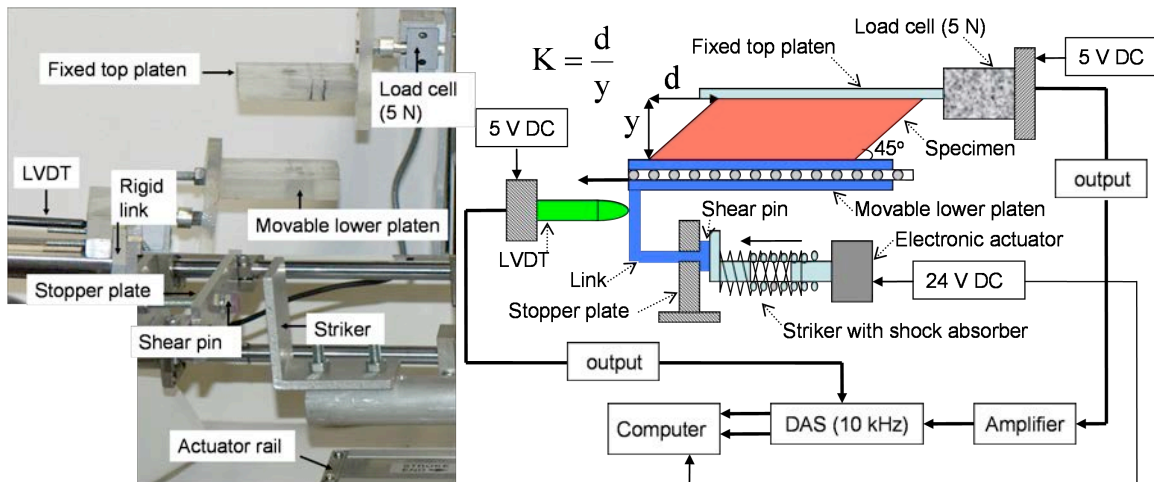 Fixed top platen
Load cell
(5 N)
LVDT
Rigid
link
Movable lower platen
Stopper plate
Shear pin
Striker
Actuator rail
STROKE
END
K = d
y
d
y
Fixed top platen
Load cell (5 N)
5 V DC
5 V DC
45º
Specimen
output
Movable lower platen
Shear pin
LVDT
Link
Electronic actuator
24 V DC
Stopper plate
Striker with shock absorber
output
Computer
DAS (10 kHz)
Amplifier